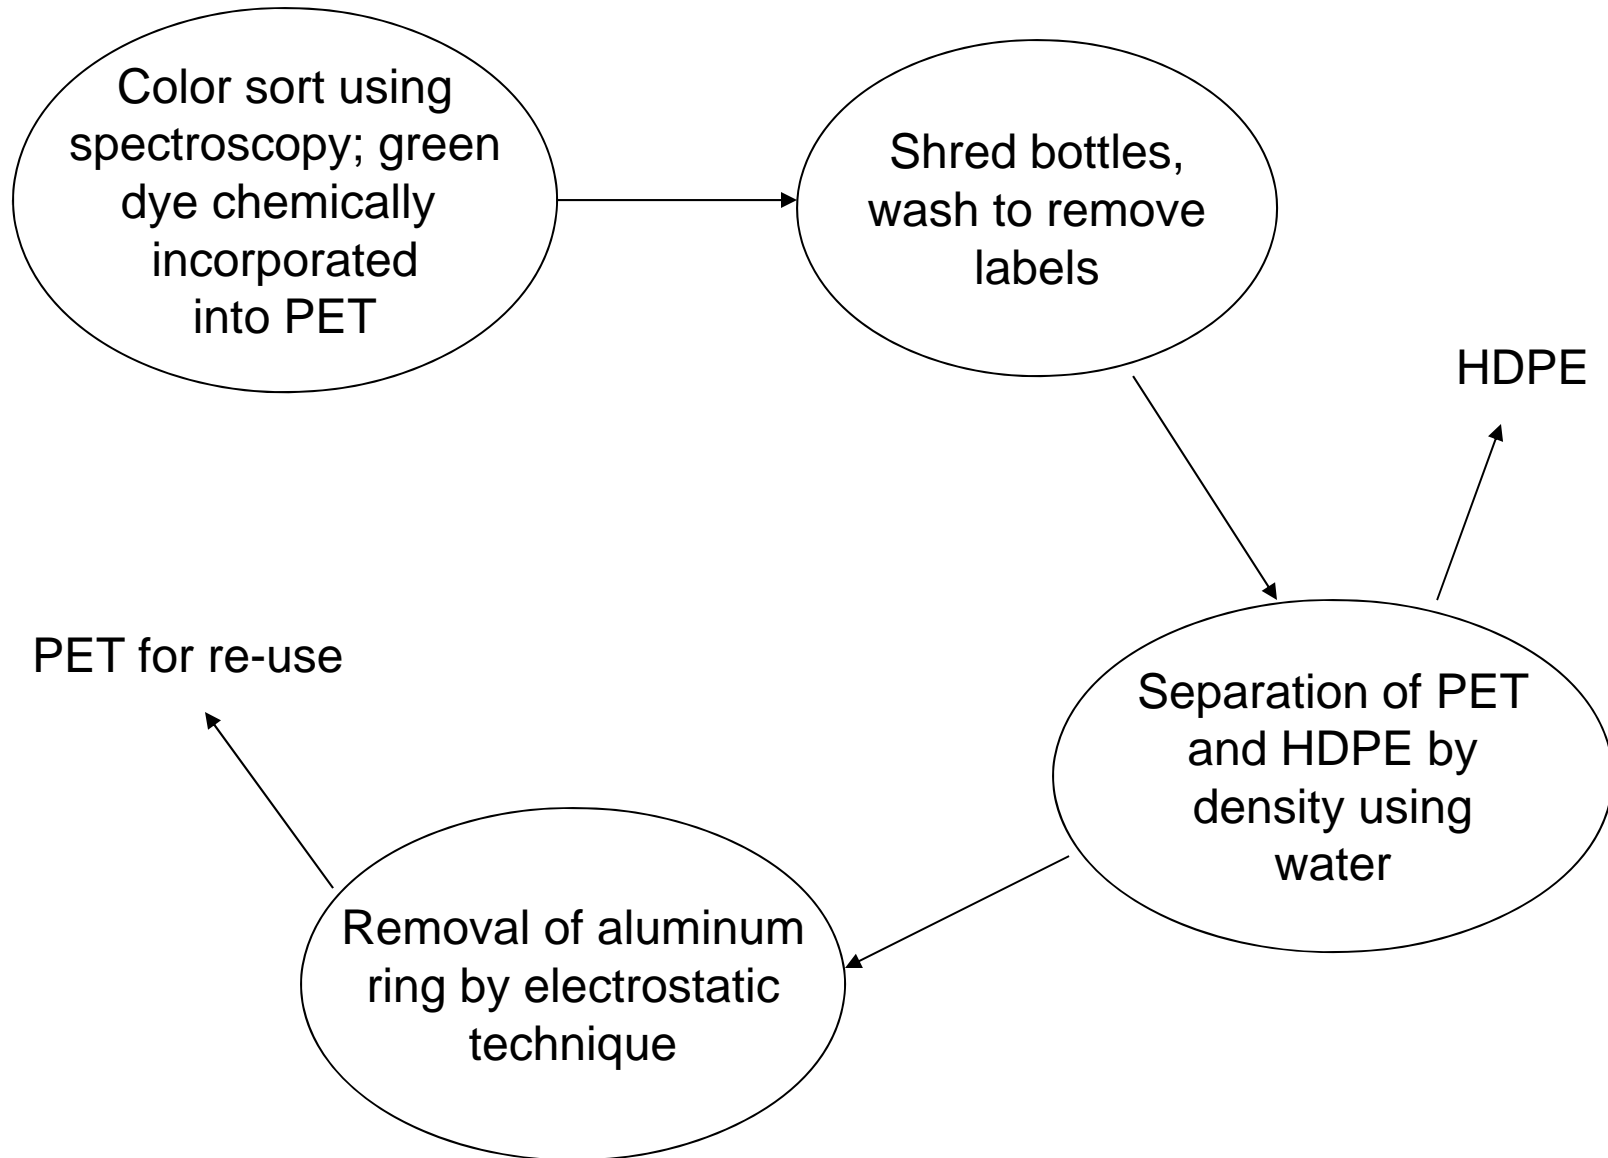 Color sort using
spectroscopy; green
dye chemically
incorporated
into PET
Shred bottles,
wash to remove
labels
HDPE
Separation of PET
and HDPE by
density using
water
Removal of aluminum
ring by electrostatic
technique
PET for re-use